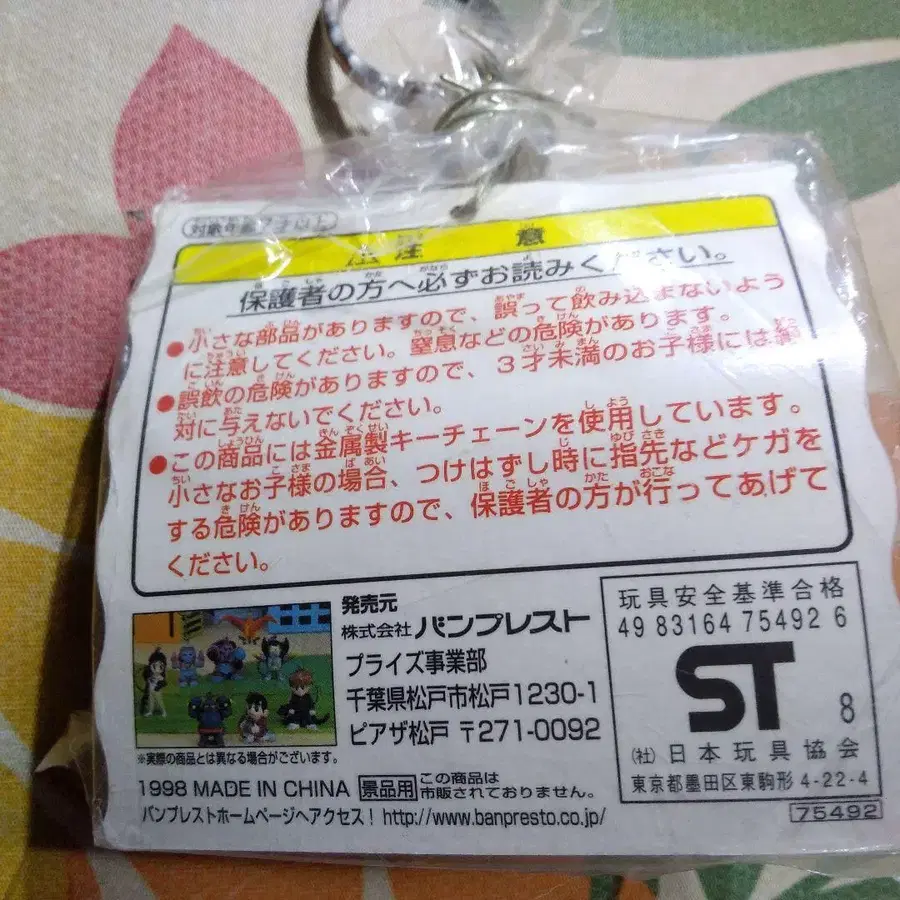 対象年齢7才以上
注意
保護者の方へ必ずお読みください。
●小さな部品がありますので、誤って飲み込まないよう
に注意してください。窒息などの危険があります。
●誤飲の危険がありますので、3才未満のお子様には絶
対に与えないでください。
●この商品には金属製キーチェーンを使用しています。
小さなお子様の場合、つけはずし時に指先などケガを
する危険がありますので、保護者の方が行ってあげて
ください。
発売元
株式会社 バンプレスト
プライズ事業部
千葉県松戸市松戸1230-1
ピアザ松戸 〒271-0092
※実際の商品とは異なる場合がございます。
1998 MADE IN CHINA 景品用 この商品は
市販されておりません。
バンプレストホームページへアクセス! http://www.banpresto.co.jp/
玩具安全基準合格
49 83164 75492 6
ST 8
(社)日本玩具協会
東京都墨田区東駒形 4-22-4
75492